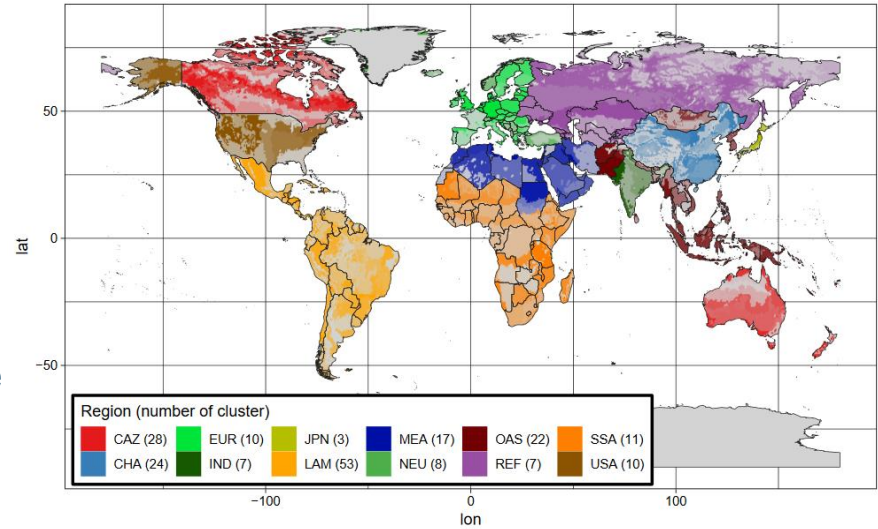 50
0
−50
lat
Region (number of cluster)
CAZ (28) EUR (10) JPN (3) MEA (17) OAS (22) SSA (11)
CHA (24) IND (7) LAM (53) NEU (8) REF (7) USA (10)
−100 0 100
lon